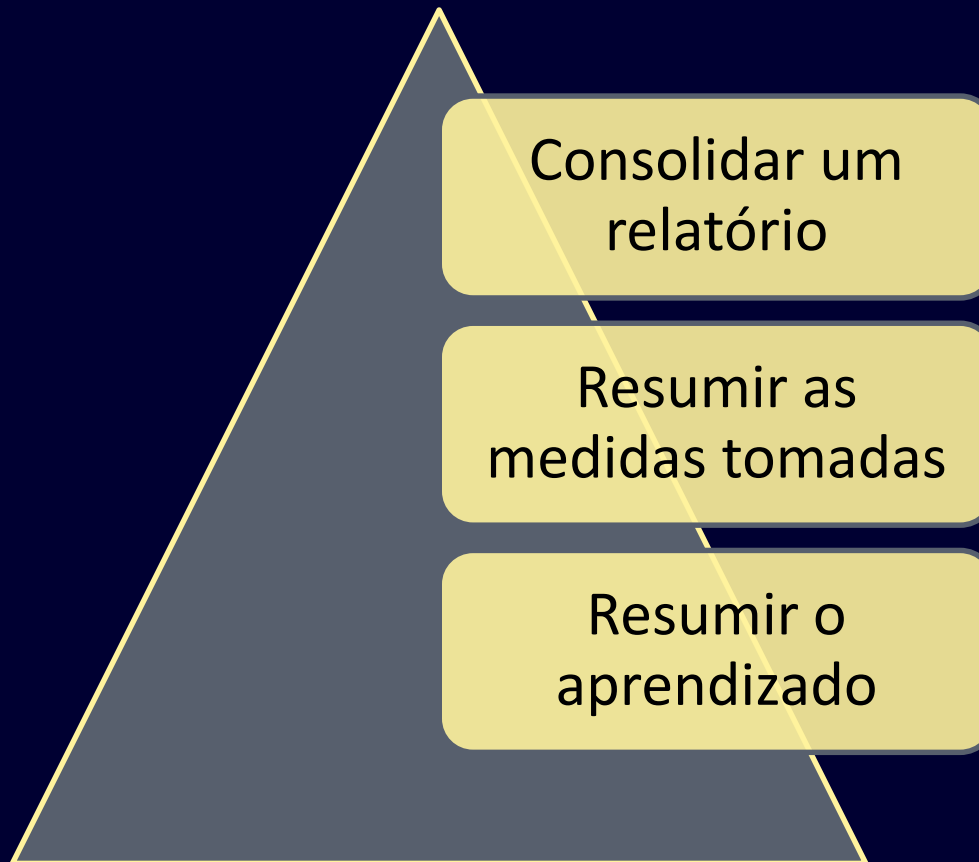 Consolidar um
relatório
Resumir as
medidas tomadas
Resumir o
aprendizado